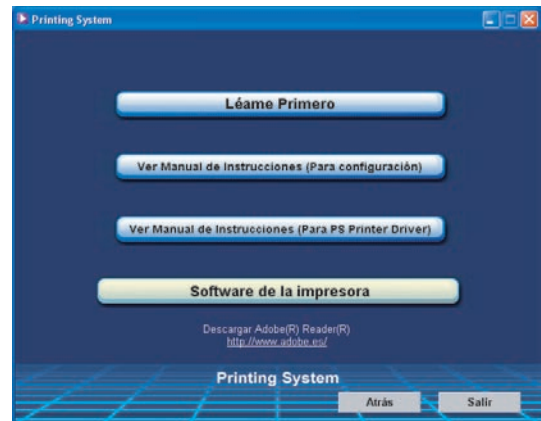 Printing System
Léame Primero
Ver Manual de Instrucciones (Para configuración)
Ver Manual de Instrucciones (Para PS Printer Driver)
Software de la impresora
Descargar Adobe(R) Reader(R)
http://www.adobe.es/
Printing System
Atrás
Salir